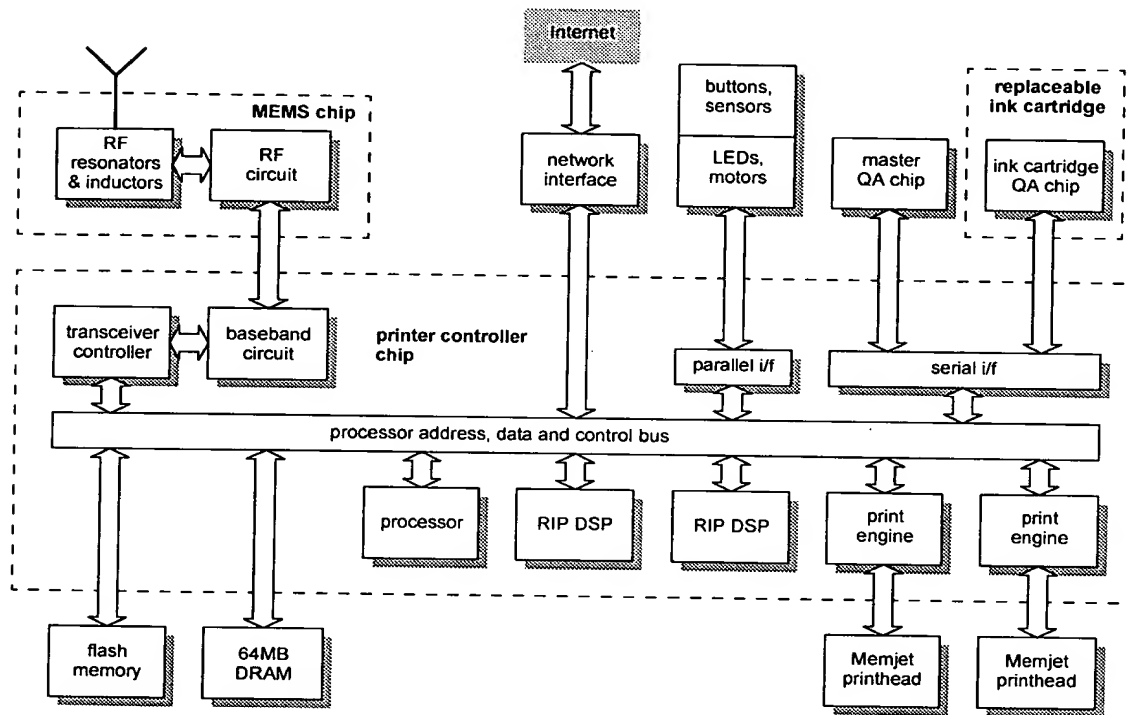 Internet
MEMS chip
RF
resonators
& inductors
RF
circuit
network
interface
buttons,
sensors
LEDs,
motors
master
QA chip
replaceable
ink cartridge
ink cartridge
QA chip
transceiver
controller
baseband
circuit
printer controller
chip
parallel i/f
serial i/f
processor address, data and control bus
processor
RIP DSP
RIP DSP
print
engine
print
engine
flash
memory
64MB
DRAM
Memjet
printhead
Memjet
printhead